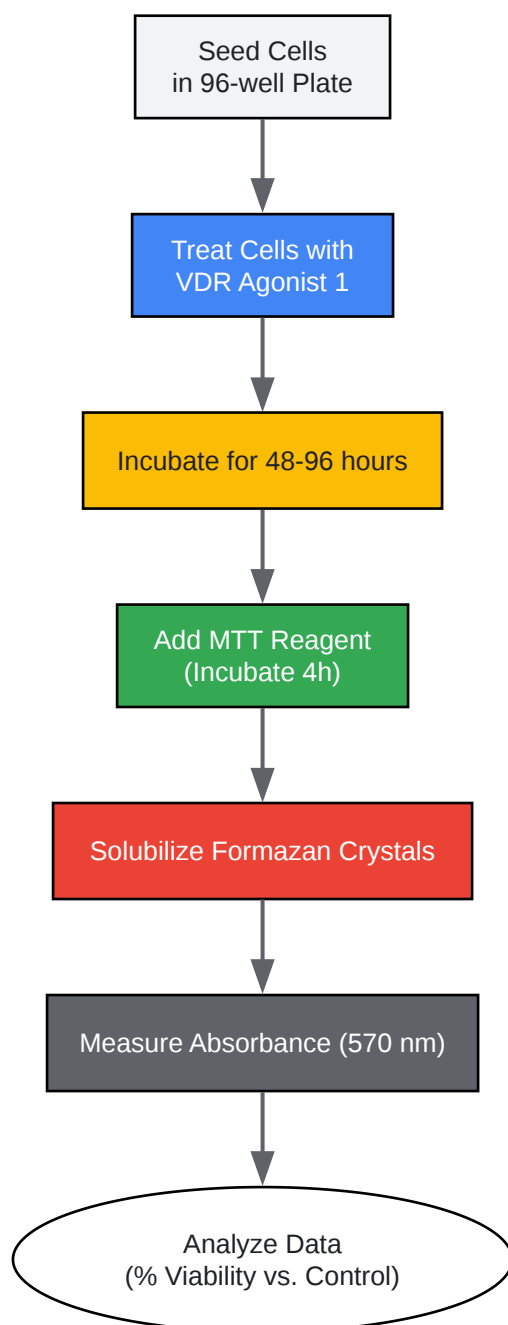 Seed Cells
in 96-well Plate
Treat Cells with
VDR Agonist 1
Incubate for 48-96 hours
Add MTT Reagent
(Incubate 4h)
Solubilize Formazan Crystals
Measure Absorbance (570 nm)
Analyze Data
(% Viability vs. Control)